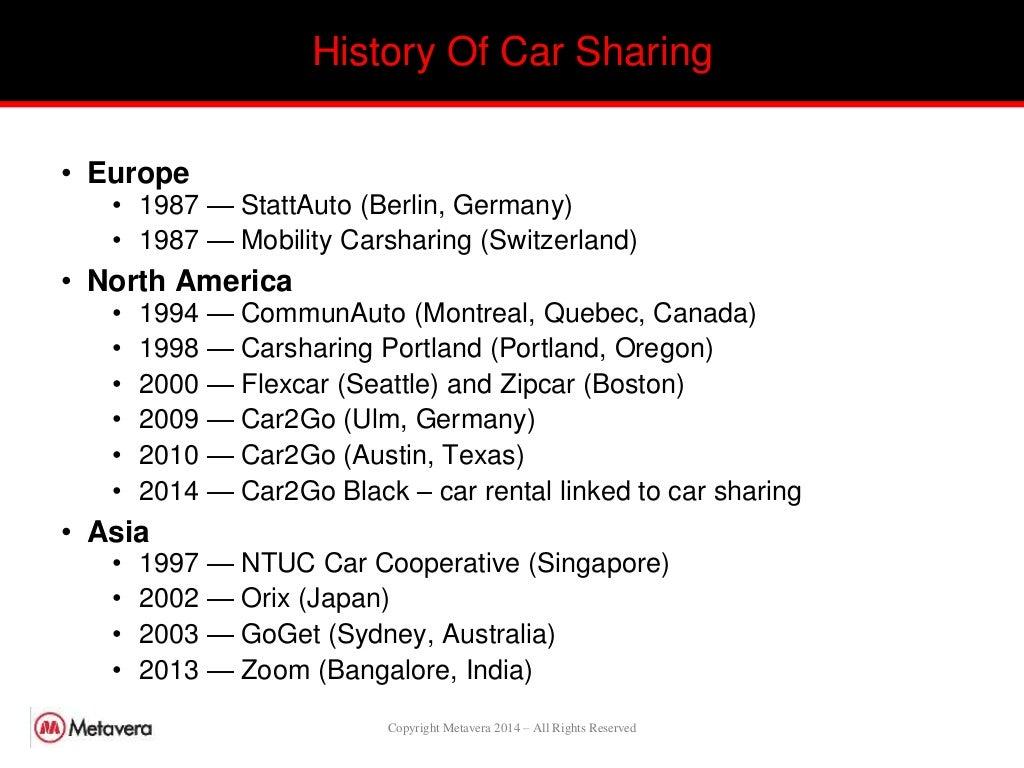 History Of Car Sharing
• Europe
• 1987 — StattAuto (Berlin, Germany)
• 1987 — Mobility Carsharing (Switzerland)
• North America
• 1994 — CommunAuto (Montreal, Quebec, Canada)
• 1998 — Carsharing Portland (Portland, Oregon)
• 2000 — Flexcar (Seattle) and Zipcar (Boston)
• 2009 — Car2Go (Ulm, Germany)
• 2010 — Car2Go (Austin, Texas)
• 2014 — Car2Go Black – car rental linked to car sharing
• Asia
• 1997 — NTUC Car Cooperative (Singapore)
• 2002 — Orix (Japan)
• 2003 — GoGet (Sydney, Australia)
• 2013 — Zoom (Bangalore, India)
Metavera
Copyright Metavera 2014 – All Rights Reserved